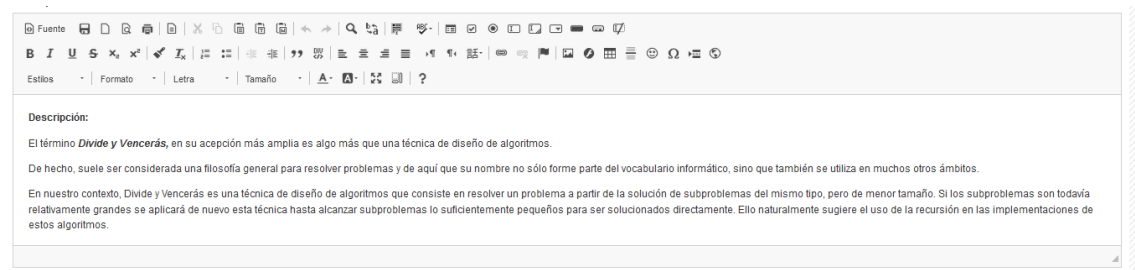 Fuente
B I U S x₂ x² Iₓ
Estilos Formato Letra Tamaño A A ?
Descripción:
El término Divide y Vencerás, en su acepción más amplia es algo más que una técnica de diseño de algoritmos.
De hecho, suele ser considerada una filosofía general para resolver problemas y de aquí que su nombre no sólo forme parte del vocabulario informático, sino que también se utiliza en muchos otros ámbitos.
En nuestro contexto, Divide y Vencerás es una técnica de diseño de algoritmos que consiste en resolver un problema a partir de la solución de subproblemas del mismo tipo, pero de menor tamaño. Si los subproblemas son todavía
relativamente grandes se aplicará de nuevo esta técnica hasta alcanzar subproblemas lo suficientemente pequeños para ser solucionados directamente. Ello naturalmente sugiere el uso de la recursión en las implementaciones de
estos algoritmos.